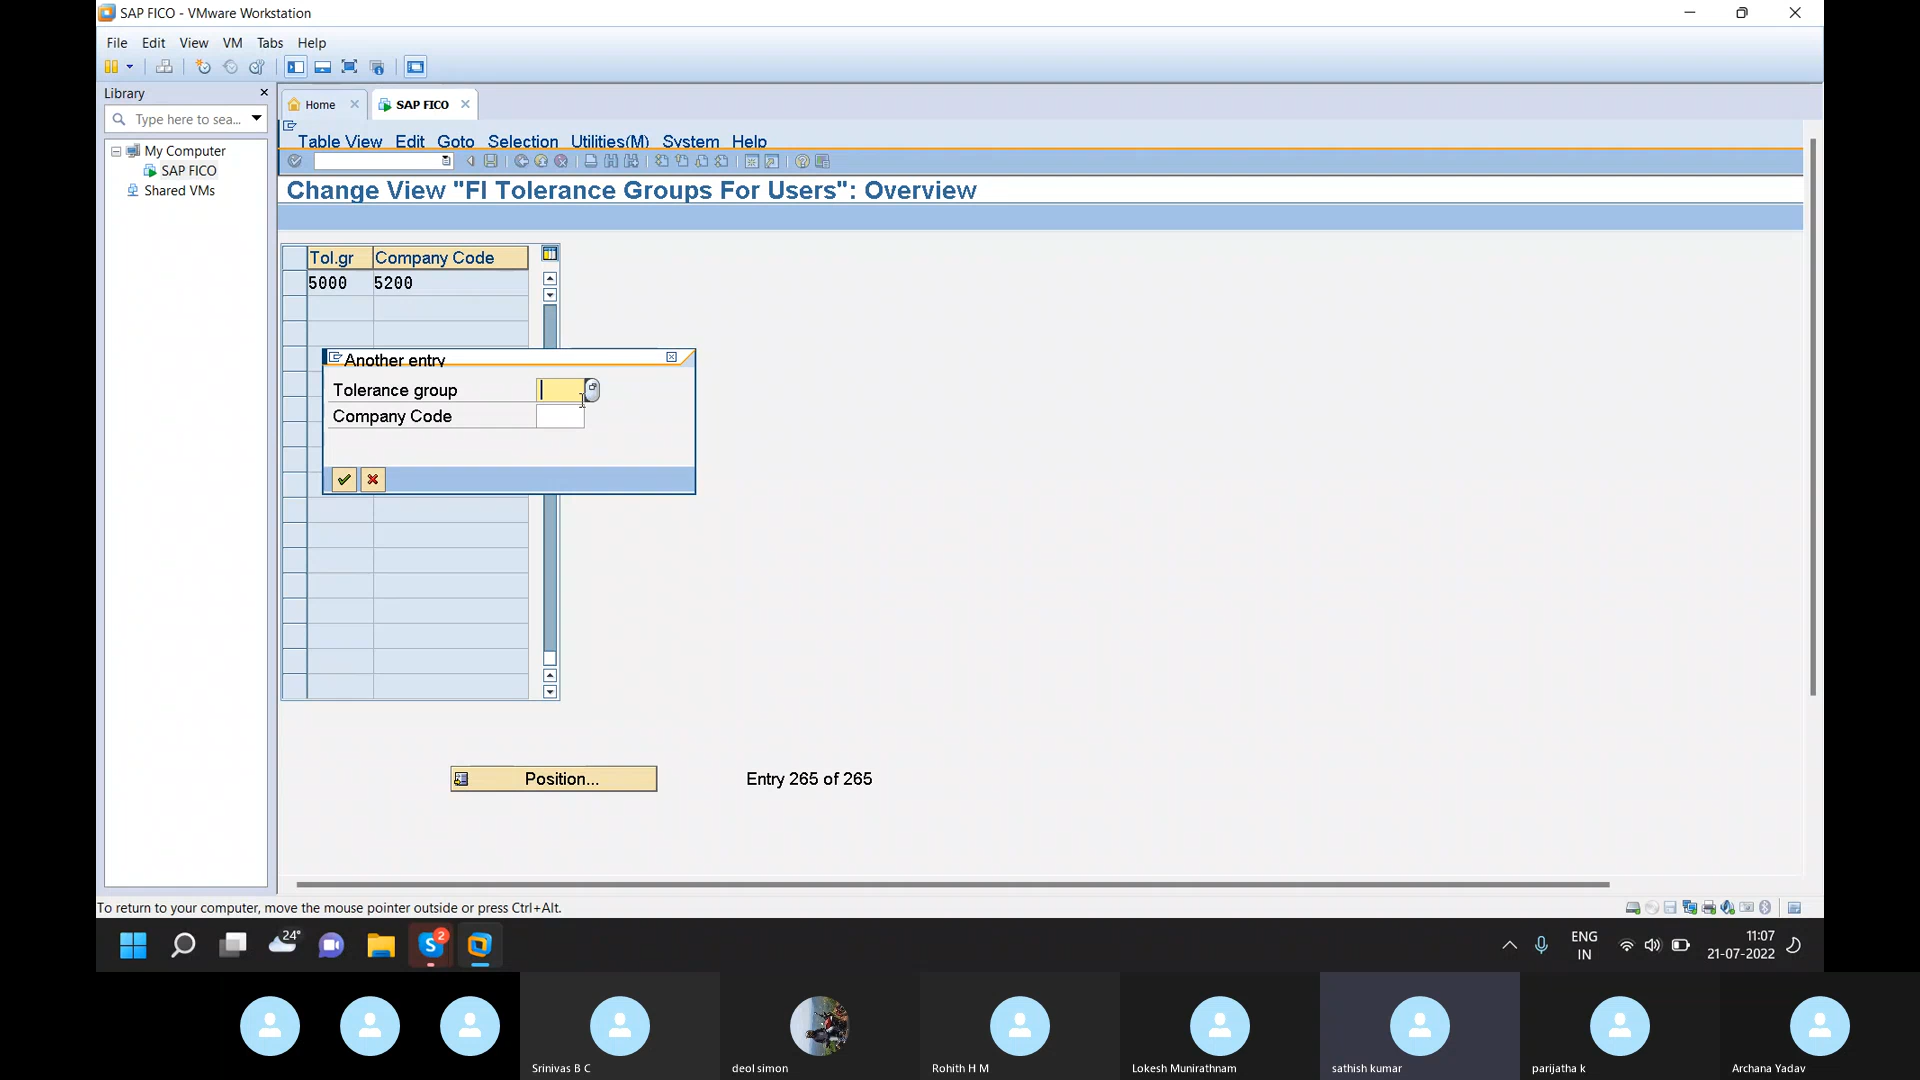 SAP FICO - VMware Workstation
File Edit View VM Tabs Help
Library
Type here to sea...
My Computer
SAP FICO
Shared VMs
Home
SAP FICO
Table View Edit Goto Selection Utilities(M) System Help
Change View "FI Tolerance Groups For Users": Overview
Tol.gr Company Code
5000 5200
Another entry
Tolerance group
Company Code
Position...
Entry 265 of 265
To return to your computer, move the mouse pointer outside or press Ctrl+Alt.
24°
S 2
ENG
IN
11:07
21-07-2022
Srinivas B C
deol simon
Rohith H M
Lokesh Munirathnam
sathish kumar
parijatha k
Archana Yadav